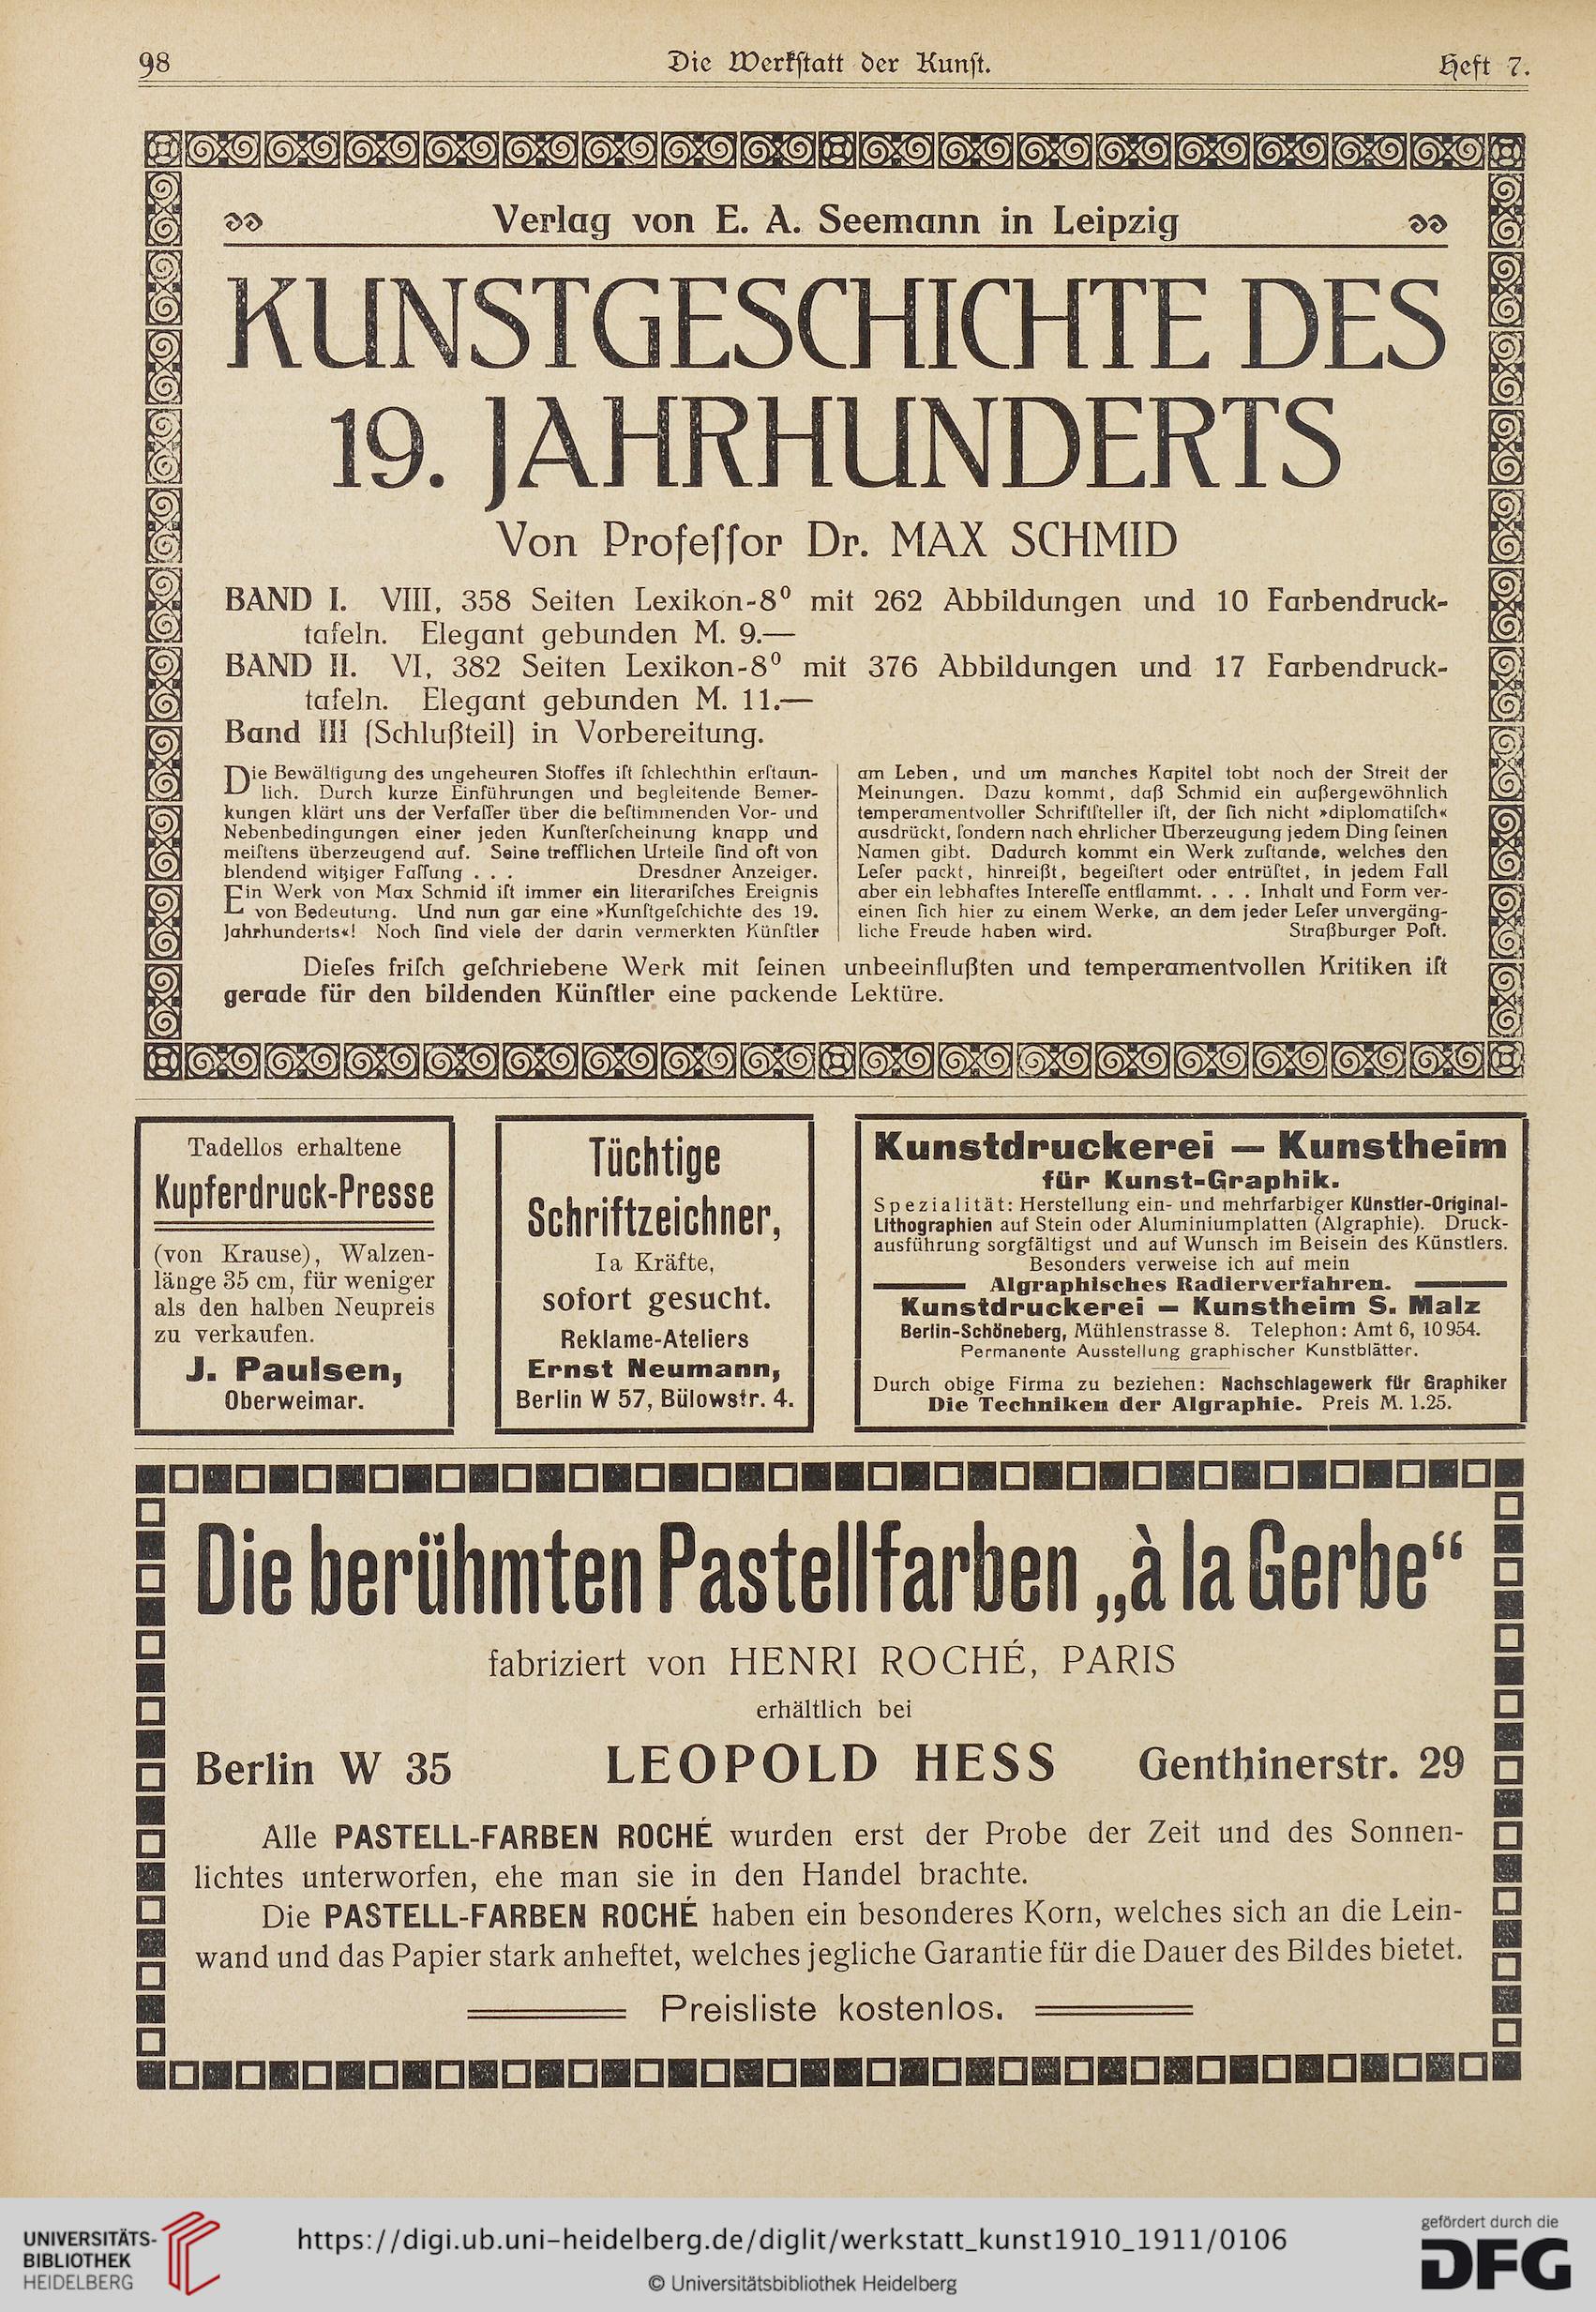 98
Die Werkſtatt der Kunſt.
Heft 7.
Verlag von E. A. Seemann in Leipzig
KUNSTGESCHICHTE DES
19. JAHRHUNDERTS
Von Profeſſor Dr. MAX SCHMID
BAND I. VIII, 358 Seiten Lexikon-8⁰ mit 262 Abbildungen und 10 Farbendruck-
tafeln. Elegant gebunden M. 9.—
BAND II. VI, 382 Seiten Lexikon-8⁰ mit 376 Abbildungen und 17 Farbendruck-
tafeln. Elegant gebunden M. 11.—
Band III (Schlußteil) in Vorbereitung.
Die Bewältigung des ungeheuren Stoffes iſt ſchlechthin erſtaun-
lich. Durch kurze Einführungen und begleitende Bemer-
kungen klärt uns der Verfaſſer über die beſtimmenden Vor- und
Nebenbedingungen einer jeden Kunſterſcheinung knapp und
meiſtens überzeugend auf. Seine trefflichen Urteile ſind oft von
blendend witziger Faſſung . . . Dresdner Anzeiger.
Ein Werk von Max Schmid iſt immer ein literariſches Ereignis
von Bedeutung. Und nun gar eine »Kunſtgeſchichte des 19.
Jahrhunderts«! Noch ſind viele der darin vermerkten Künſtler
am Leben, und um manches Kapitel tobt noch der Streit der
Meinungen. Dazu kommt, daß Schmid ein außergewöhnlich
temperamentvoller Schriftſteller iſt, der ſich nicht »diplomatiſch«
ausdrückt, ſondern nach ehrlicher Überzeugung jedem Ding ſeinen
Namen gibt. Dadurch kommt ein Werk zuſtande, welches den
Leſer packt, hinreißt, begeiſtert oder entrüſtet, in jedem Fall
aber ein lebhaftes Intereſſe entflammt. . . . Inhalt und Form ver-
einen ſich hier zu einem Werke, an dem jeder Leſer unvergäng-
liche Freude haben wird. Straßburger Poſt.
Dieſes friſch geſchriebene Werk mit ſeinen unbeeinflußten und temperamentvollen Kritiken iſt
gerade für den bildenden Künſtler eine packende Lektüre.
Tadellos erhaltene
Kupferdruck-Presse
(von Krause), Walzen-
länge 35 cm, für weniger
als den halben Neupreis
zu verkaufen.
J. Paulsen,
Oberweimar.
Tüchtige
Schriftzeichner,
Ia Kräfte,
sofort gesucht.
Reklame-Ateliers
Ernst Neumann,
Berlin W 57, Bülowstr. 4.
Kunstdruckerei — Kunstheim
für Kunst-Graphik.
Spezialität: Herstellung ein- und mehrfarbiger Künstler-Original-
Lithographien auf Stein oder Aluminiumplatten (Algraphie). Druck-
ausführung sorgfältigst und auf Wunsch im Beisein des Künstlers.
Besonders verweise ich auf mein
Algraphisches Radierverfahren.
Kunstdruckerei — Kunstheim S. Malz
Berlin-Schöneberg, Mühlenstrasse 8. Telephon: Amt 6, 10954.
Permanente Ausstellung graphischer Kunstblätter.
Durch obige Firma zu beziehen: Nachschlagewerk für Graphiker
Die Techniken der Algraphie. Preis M. 1.25.
Die berühmten Pastellfarben „à la Gerbe“
fabriziert von HENRI ROCHÉ, PARIS
erhältlich bei
Berlin W 35 LEOPOLD HESS Genthinerstr. 29
Alle PASTELL-FARBEN ROCHÉ wurden erst der Probe der Zeit und des Sonnen-
lichtes unterworfen, ehe man sie in den Handel brachte.
Die PASTELL-FARBEN ROCHÉ haben ein besonderes Korn, welches sich an die Lein-
wand und das Papier stark anheftet, welches jegliche Garantie für die Dauer des Bildes bietet.
Preisliste kostenlos.
UNIVERSITÄTS-
BIBLIOTHEK
HEIDELBERG
https://digi.ub.uni-heidelberg.de/diglit/werkstatt_kunst1910_1911/0106
© Universitätsbibliothek Heidelberg
gefördert durch die
DFG